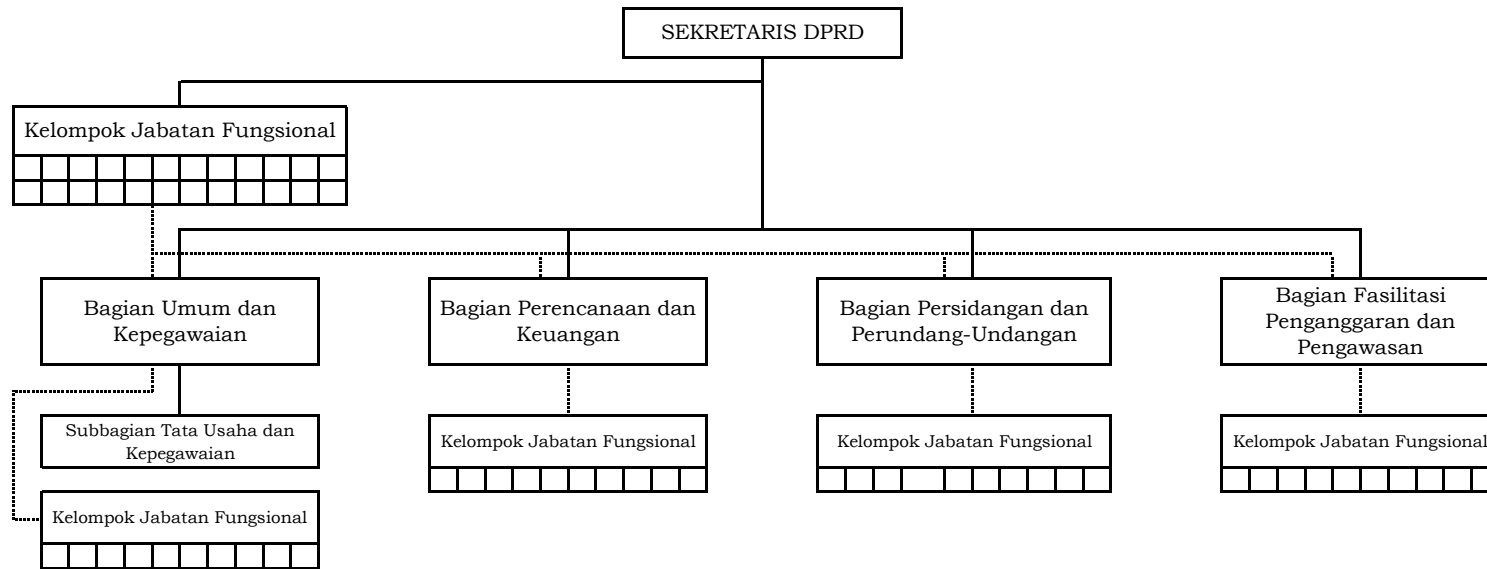 SEKRETARIS DPRD
Kelompok Jabatan Fungsional
Bagian Umum dan
Kepegawaian
Bagian Perencanaan dan
Keuangan
Bagian Persidangan dan
Perundang-Undangan
Bagian Fasilitasi
Penganggaran dan
Pengawasan
Subbagian Tata Usaha dan
Kepegawaian
Kelompok Jabatan Fungsional
Kelompok Jabatan Fungsional
Kelompok Jabatan Fungsional
Kelompok Jabatan Fungsional